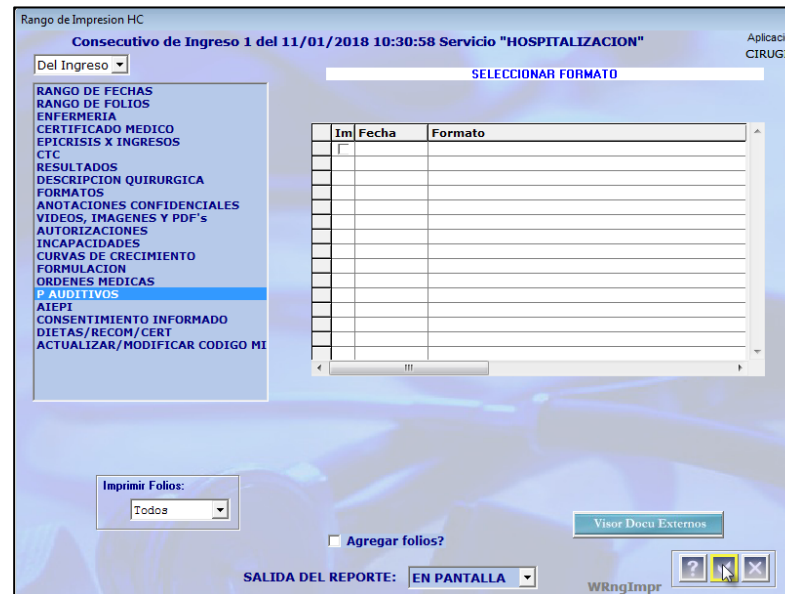 Rango de Impresion HC
Consecutivo de Ingreso 1 del 11/01/2018 10:30:58 Servicio "HOSPITALIZACION"
Aplicaci
CIRUGI
Del Ingreso
SELECCIONAR FORMATO
RANGO DE FECHAS
RANGO DE FOLIOS
ENFERMERIA
CERTIFICADO MEDICO
EPICRISIS X INGRESOS
CTC
RESULTADOS
DESCRIPCION QUIRURGICA
FORMATOS
ANOTACIONES CONFIDENCIALES
VIDEOS, IMAGENES Y PDF's
AUTORIZACIONES
INCAPACIDADES
CURVAS DE CRECIMIENTO
FORMULACION
ORDENES MEDICAS
P AUDITIVOS
AIEPI
CONSENTIMIENTO INFORMADO
DIETAS/RECOM/CERT
ACTUALIZAR/MODIFICAR CODIGO MI
Im Fecha Formato
Imprimir Folios:
Todos
Visor Docu Externos
Agregar folios?
SALIDA DEL REPORTE: EN PANTALLA
WRngImpr
?